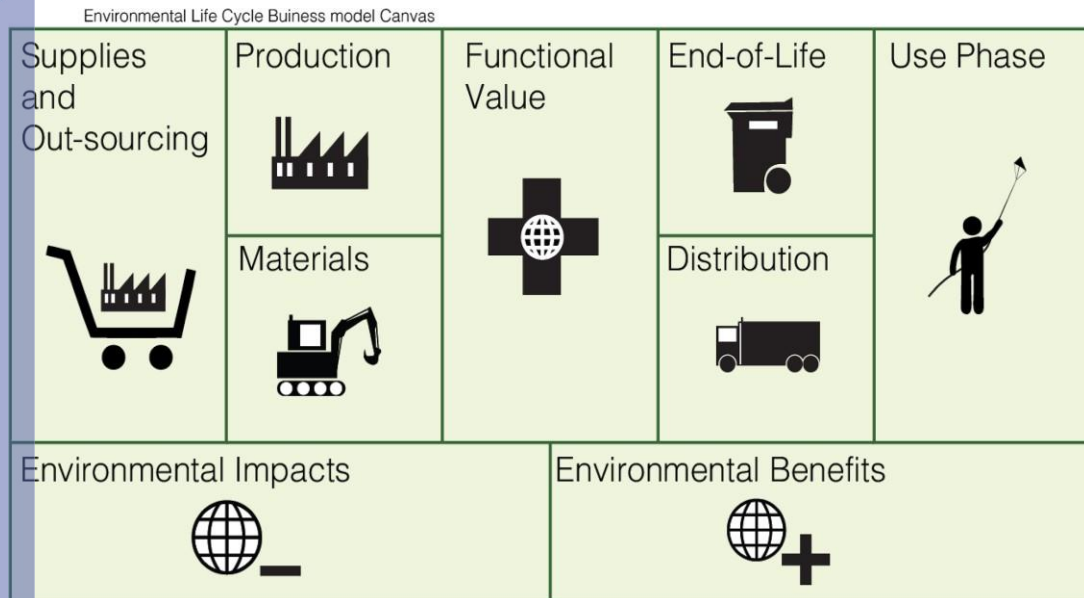 Environmental Life Cycle Buiness model Canvas
Supplies
and
Out-sourcing
Production
Materials
Functional
Value
End-of-Life
Distribution
Use Phase
Environmental Impacts
Environmental Benefits